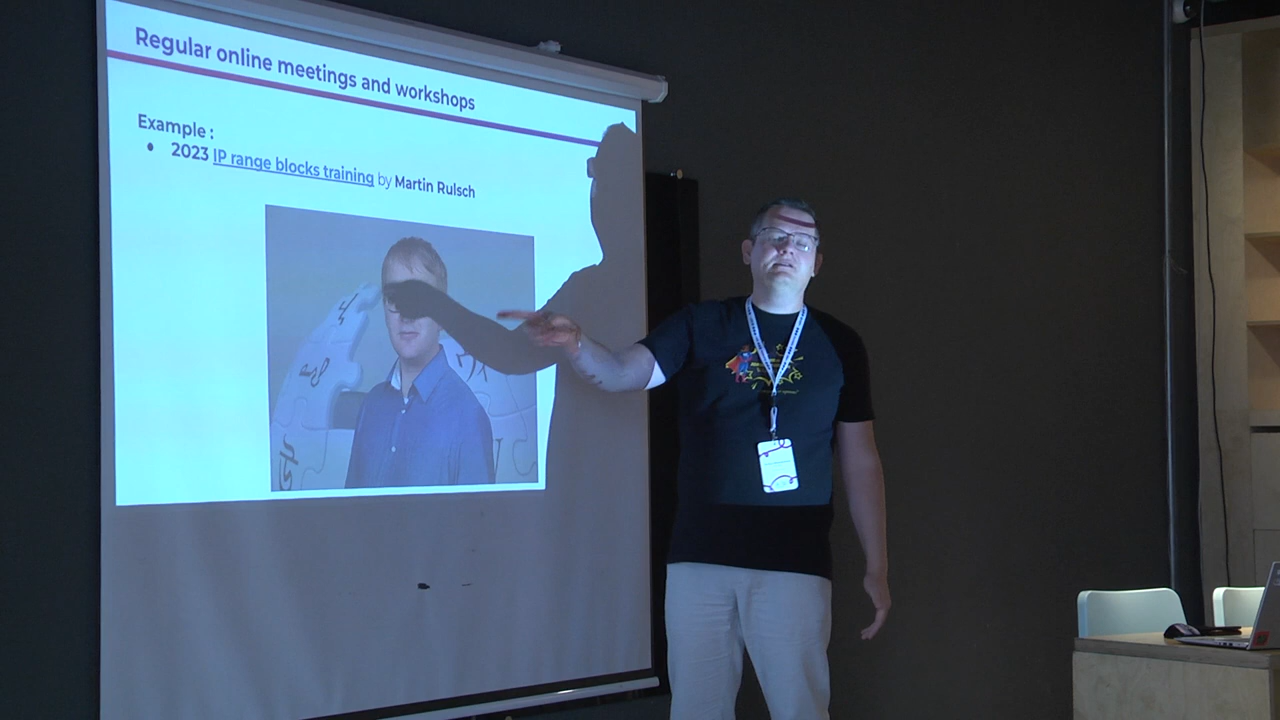 Regular online meetings and workshops
Example :
• 2023 IP range blocks training by Martin Rulsch